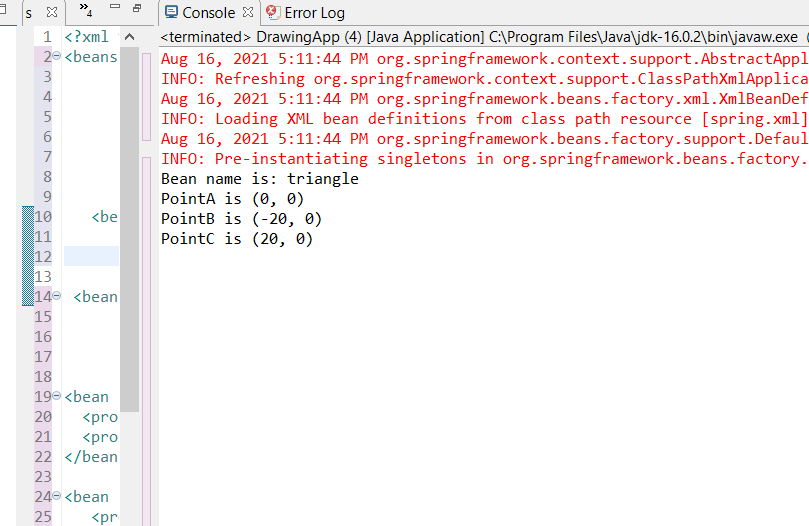 s
4
Console
Error Log
<terminated> DrawingApp (4) [Java Application] C:\Program Files\Java\jdk-16.0.2\bin\javaw.exe (
1 <?xml
2 <beans
3
4
5
6
7
8
9
10 <be
11
12
13
14 <bean
15
16
17
18
19 <bean
20 <pro
21 <pro
22 </bean
23
24 <bean
25 <pr
Aug 16, 2021 5:11:44 PM org.springframework.context.support.AbstractAppl
INFO: Refreshing org.springframework.context.support.ClassPathXmlApplica
Aug 16, 2021 5:11:44 PM org.springframework.beans.factory.xml.XmlBeanDef
INFO: Loading XML bean definitions from class path resource [spring.xml]
Aug 16, 2021 5:11:44 PM org.springframework.beans.factory.support.Defaul
INFO: Pre-instantiating singletons in org.springframework.beans.factory.
Bean name is: triangle
PointA is (0, 0)
PointB is (-20, 0)
PointC is (20, 0)